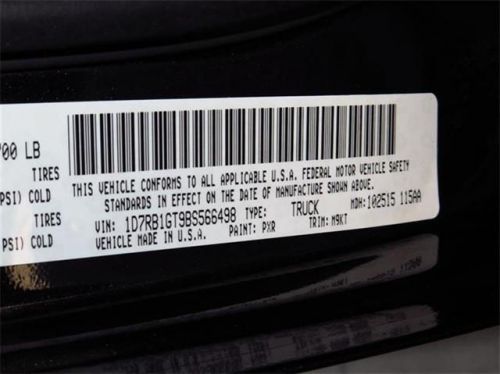 700 LB
TIRES
PSI) COLD
TIRES
PSI) COLD
THIS VEHICLE CONFORMS TO ALL APPLICABLE U.S.A. FEDERAL MOTOR VEHICLE SAFETY
STANDARDS IN EFFECT ON THE DATE OF MANUFACTURE SHOWN ABOVE
VIN: 1D7RB1GT9BS566498 TYPE: TRUCK MDH: 102515 115AA
VEHICLE MADE IN U.S.A. PAINT: PXR TRIM: M9KT